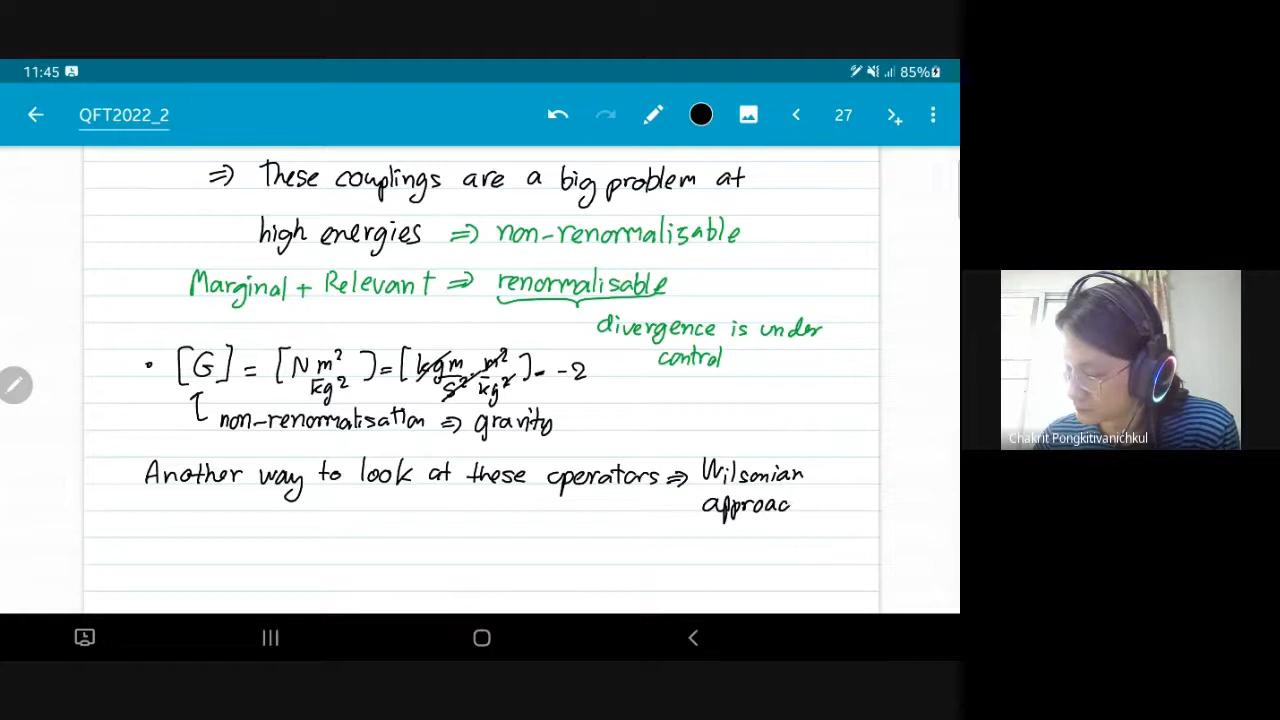 11:45 85%
QFT2022_2 27
⇒ These couplings are a big problem at
high energies ⇒ non-renormalisable
Marginal + Relevant ⇒ renormalisable
divergence is under
control
• [G] = [N m²/kg²] = [kgm/s² · m²/kg²] = -2
non-renormalisation ⇒ gravity
Another way to look at these operators ⇒ Wilsonian
approac
Chakrit Pongkitivanichkul